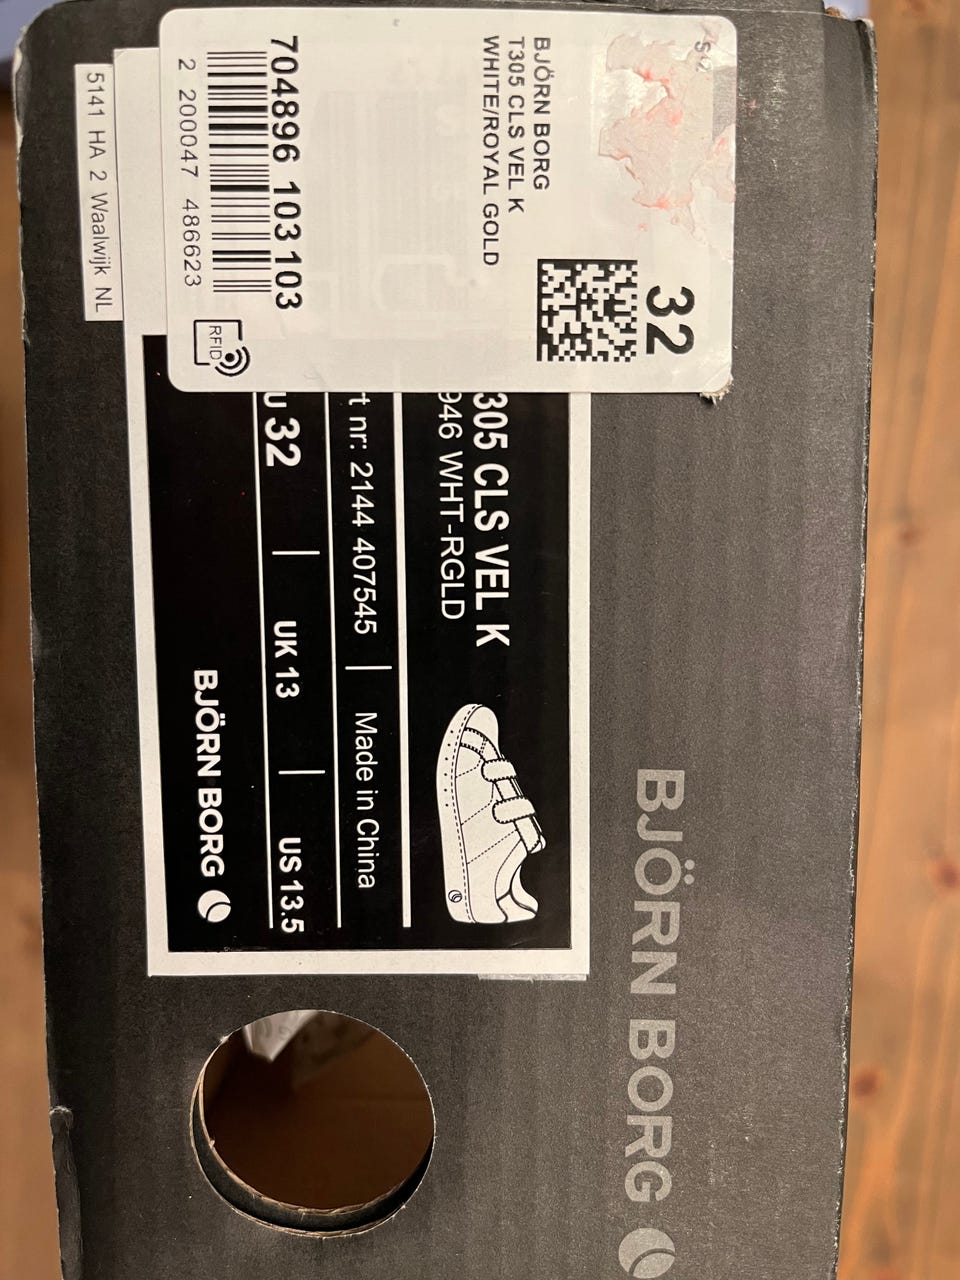 32
BJÖRN BORG
T305 CLS VEL K
WHITE/ROYAL GOLD
704896 103 103
2 200047 486623
RFID
5141 HA 2 Waalwijk NL
305 CLS VEL K
946 WHT-RGLD
t nr: 2144 407545 | Made in China
U 32 | UK 13 | US 13.5
BJÖRN BORG
BJÖRN BORG